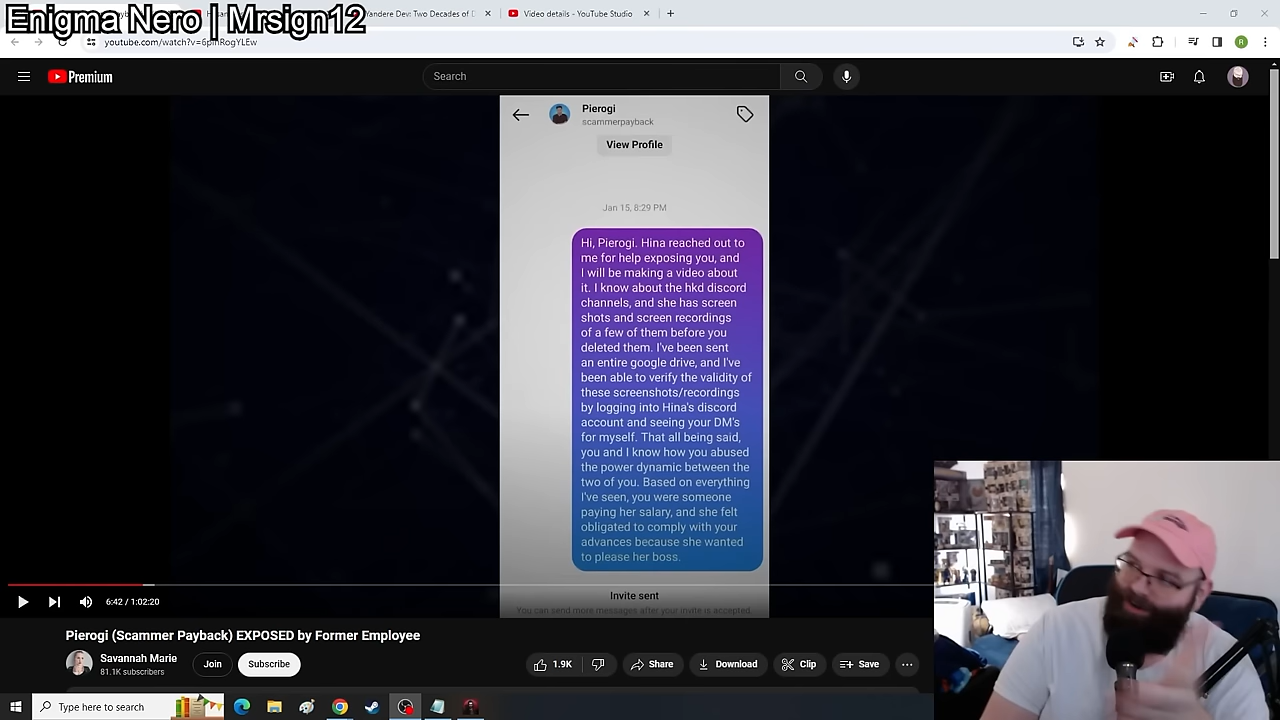 Enigma Nero | Mrsign12
Yandere Dev: Two Decades of
Video details - YouTube Studio
Premium
Search
Pierogi
scammerpayback
View Profile
Jan 15, 8:29 PM
Hi, Pierogi. Hina reached out to
me for help exposing you, and
I will be making a video about
it. I know about the hkd discord
channels, and she has screen
shots and screen recordings
of a few of them before you
deleted them. I've been sent
an entire google drive, and I've
been able to verify the validity of
these screenshots/recordings
by logging into Hina's discord
account and seeing your DM's
for myself. That all being said,
you and I know how you abused
the power dynamic between the
two of you. Based on everything
I've seen, you were someone
paying her salary, and she felt
obligated to comply with your
advances because she wanted
to please her boss.
Invite sent
You can send more messages after your invite is accepted.
6:42 / 1:02:20
Pierogi (Scammer Payback) EXPOSED by Former Employee
Savannah Marie
81.1K subscribers
Join
Subscribe
1.9K
Share
Download
Clip
Save
Type here to search